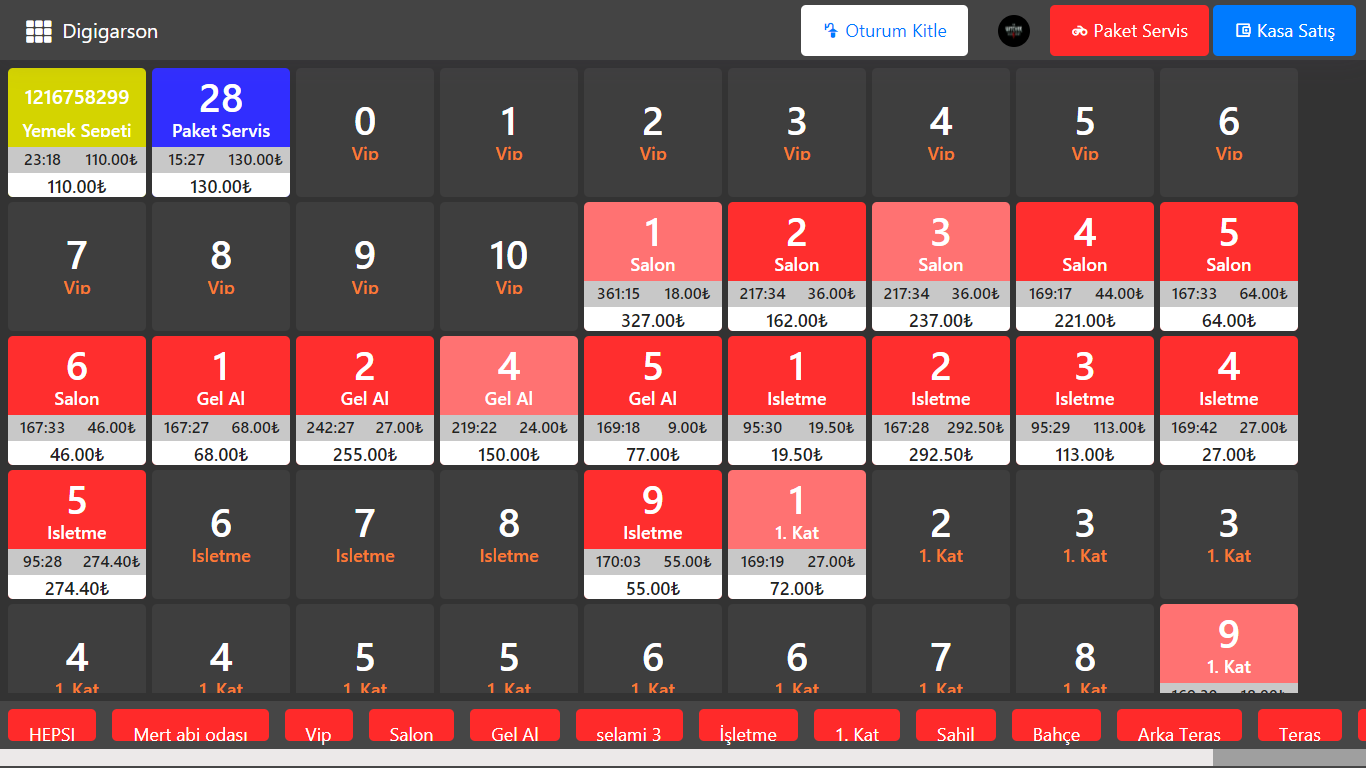 Digigarson
Oturum Kitle
Paket Servis
Kasa Satış
1216758299
Yemek Sepeti
23:18 110.00₺
110.00₺
28
Paket Servis
15:27 130.00₺
130.00₺
0
Vip
1
Vip
2
Vip
3
Vip
4
Vip
5
Vip
6
Vip
7
Vip
8
Vip
9
Vip
10
Vip
1
Salon
361:15 18.00₺
327.00₺
2
Salon
217:34 36.00₺
162.00₺
3
Salon
217:34 36.00₺
237.00₺
4
Salon
169:17 44.00₺
221.00₺
5
Salon
167:33 64.00₺
64.00₺
6
Salon
167:33 46.00₺
46.00₺
1
Gel Al
167:27 68.00₺
68.00₺
2
Gel Al
242:27 27.00₺
255.00₺
4
Gel Al
219:22 24.00₺
150.00₺
5
Gel Al
169:18 9.00₺
77.00₺
1
Isletme
95:30 19.50₺
19.50₺
2
Isletme
167:28 292.50₺
292.50₺
3
Isletme
95:29 113.00₺
113.00₺
4
Isletme
169:42 27.00₺
27.00₺
5
Isletme
95:28 274.40₺
274.40₺
6
Isletme
7
Isletme
8
Isletme
9
Isletme
170:03 55.00₺
55.00₺
1
1. Kat
169:19 27.00₺
72.00₺
2
1. Kat
3
1. Kat
3
1. Kat
4
1. Kat
4
1. Kat
5
1. Kat
5
1. Kat
6
1. Kat
6
1. Kat
7
1. Kat
8
1. Kat
9
1. Kat
HEPSI
Mert abi odası
Vip
Salon
Gel Al
selami 3
İşletme
1. Kat
Sahil
Bahçe
Arka Teras
Teras